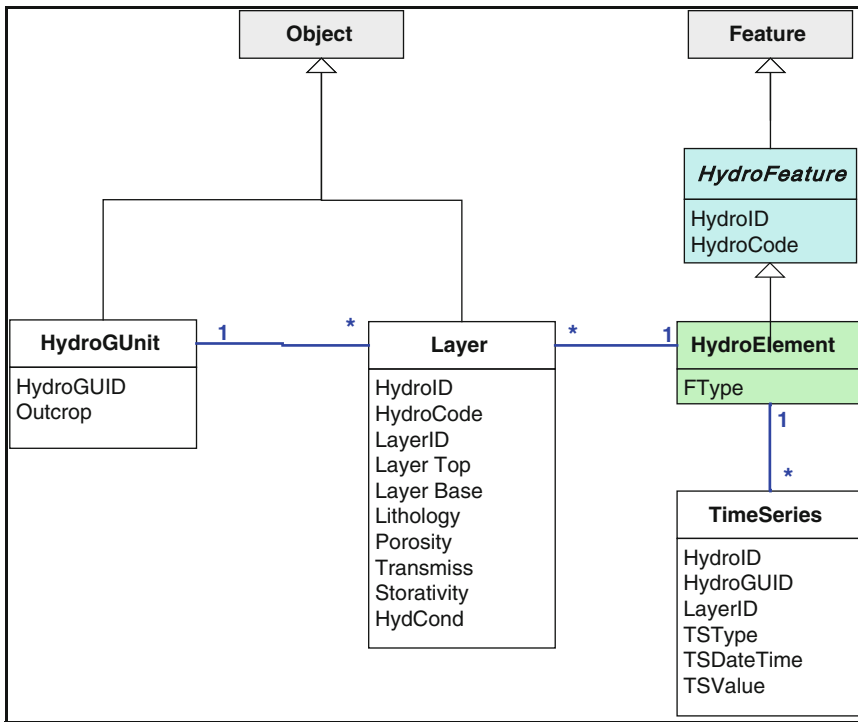 Object
Feature
HydroFeature
HydroID
HydroCode
HydroGUnit
HydroGUID
Outcrop
1
*
Layer
HydroID
HydroCode
LayerID
Layer Top
Layer Base
Lithology
Porosity
Transmiss
Storativity
HydCond
*
1
HydroElement
FType
1
*
TimeSeries
HydroID
HydroGUID
LayerID
TSType
TSDateTime
TSValue